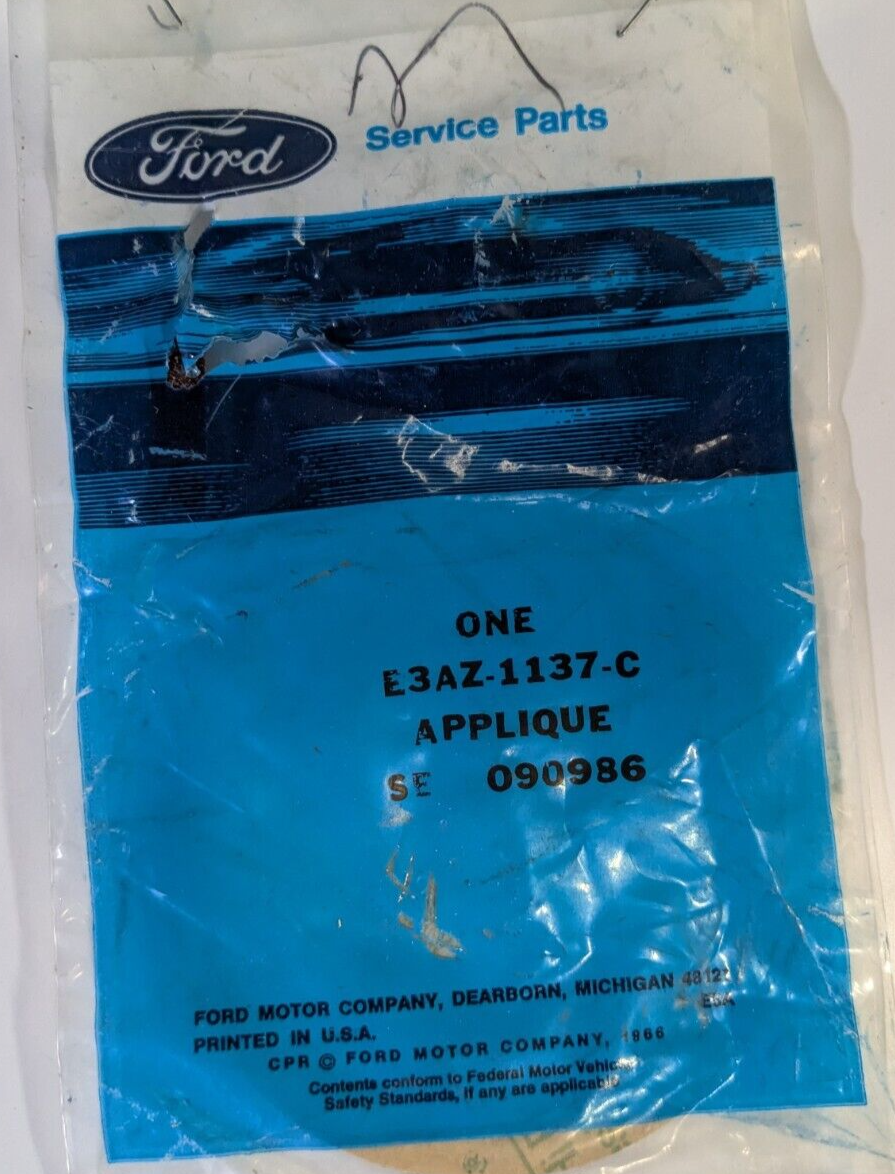 Ford
Service Parts
ONE
E3AZ-1137-C
APPLIQUE
SE 090986
FORD MOTOR COMPANY, DEARBORN, MICHIGAN
PRINTED IN U.S.A.
CPR © FORD MOTOR COMPANY, 1966
Contents conform to Federal Motor Vehicle
Safety Standards, if any are applicable